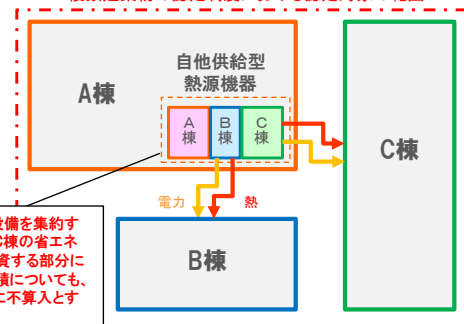 自他供給型
熱源機器
A棟
A
棟
B
棟
C
棟
C棟
電力
熱
設備を集約す
棟の省エネ
資する部分に
積についても、
に不算入とす
B棟